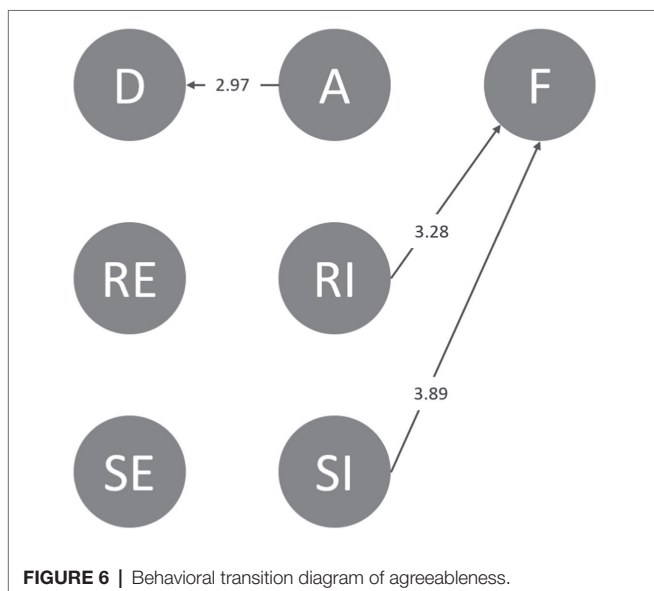 D
2.97
A
F
3.28
RE
RI
3.89
SE
SI
FIGURE 6 | Behavioral transition diagram of agreeableness.